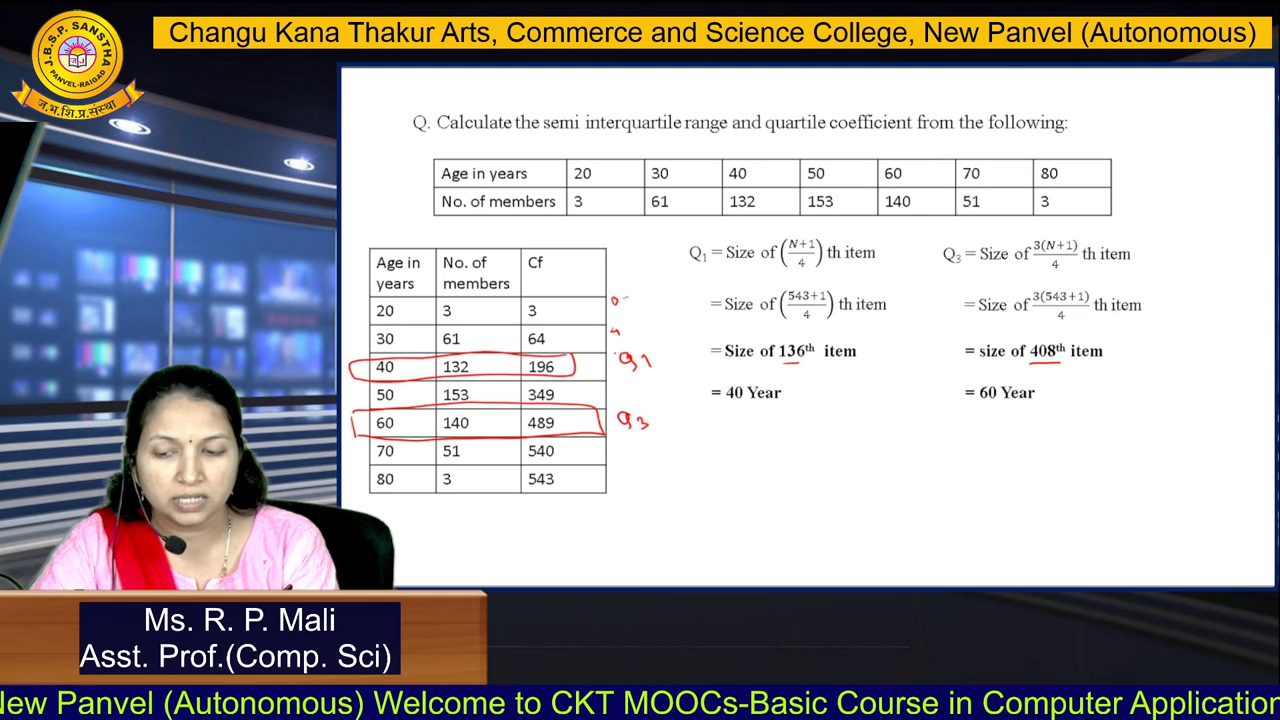 Changu Kana Thakur Arts, Commerce and Science College, New Panvel (Autonomous)
J.B.S.P. SANSTHA
PANVEL-RAIGAD
ज.भ.शि.प्र.संस्था
Q. Calculate the semi interquartile range and quartile coefficient from the following:
Age in years 20 30 40 50 60 70 80
No. of members 3 61 132 153 140 51 3
Age in years No. of members Cf
20 3 3
30 61 64
40 132 196
50 153 349
60 140 489
70 51 540
80 3 543
Q1
Q3
Q₁ = Size of (N+1/4) th item
= Size of (543+1/4) th item
= Size of 136th item
= 40 Year
Q₃ = Size of 3(N+1)/4 th item
= Size of 3(543+1)/4 th item
= size of 408th item
= 60 Year
Ms. R. P. Mali
Asst. Prof.(Comp. Sci)
New Panvel (Autonomous) Welcome to CKT MOOCs-Basic Course in Computer Application